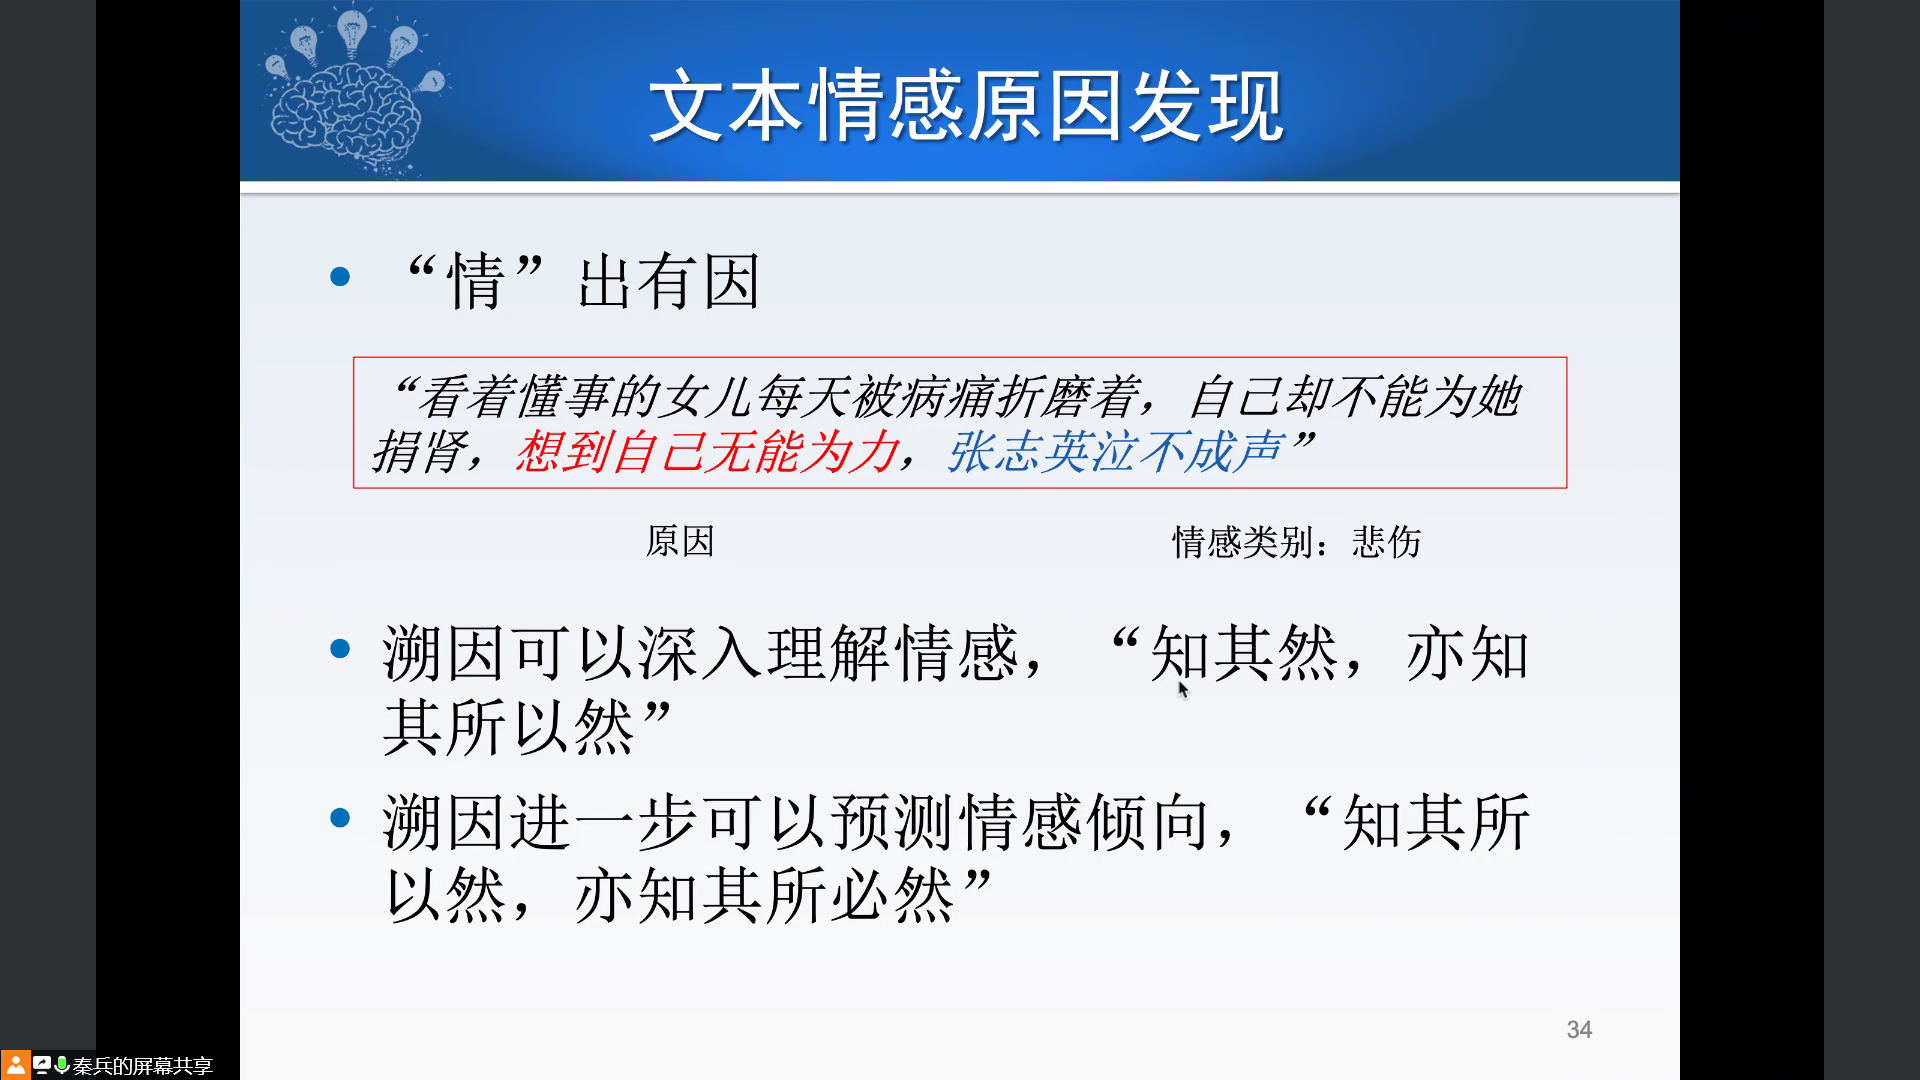 文本情感原因发现
“情”出有因
“看着懂事的女儿每天被病痛折磨着，自己却不能为她
捐肾，想到自己无能为力，张志英泣不成声”
原因
情感类别：悲伤
溯因可以深入理解情感，“知其然，亦知
其所以然”
溯因进一步可以预测情感倾向，“知其所
以然，亦知其所必然”
34
秦兵的屏幕共享